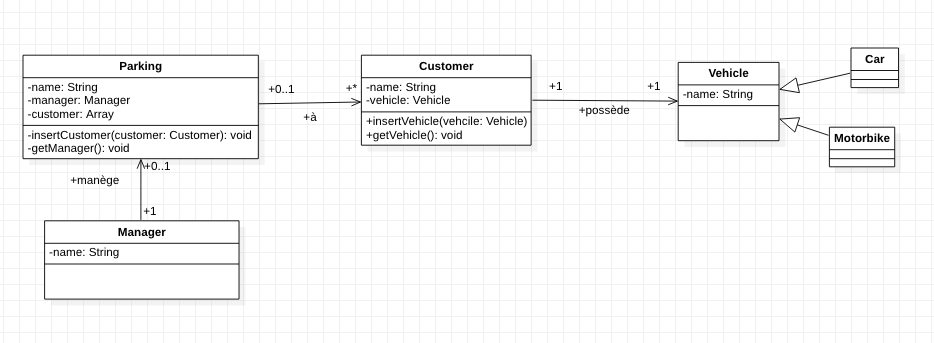 Parking
-name: String
-manager: Manager
-customer: Array
-insertCustomer(customer: Customer): void
-getManager(): void
+0..1
+*
+à
Customer
-name: String
-vehicle: Vehicle
+insertVehicle(vehcile: Vehicle)
+getVehicle(): void
+1
+1
+possède
Vehicle
-name: String
Car
Motorbike
+0..1
+manège
+1
Manager
-name: String